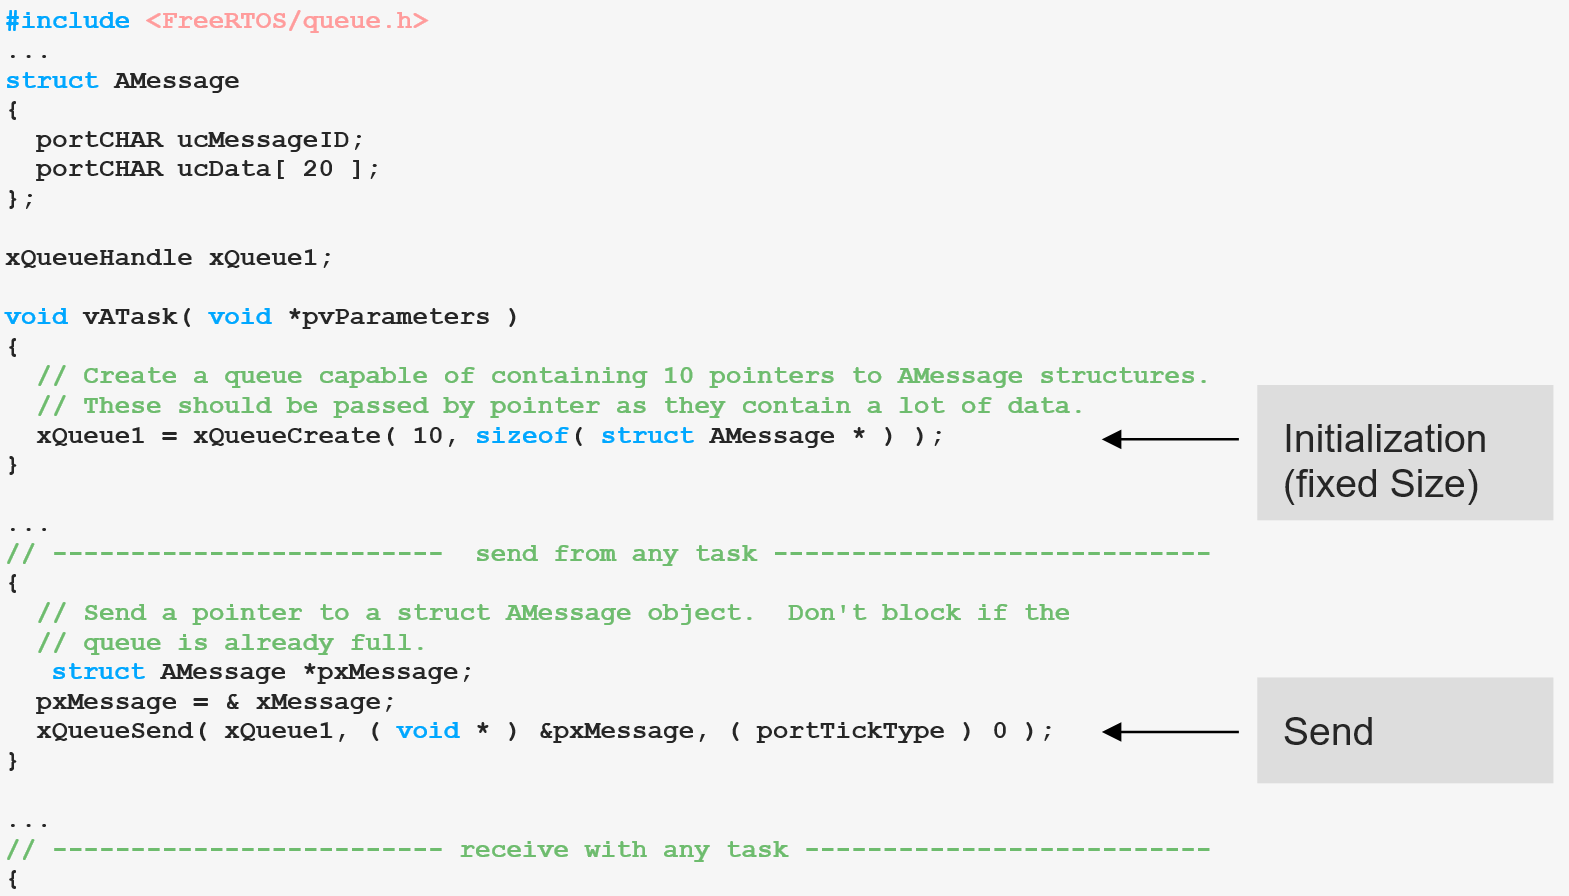 #include <FreeRTOS/queue.h>
...
struct AMessage
{
  portCHAR ucMessageID;
  portCHAR ucData[ 20 ];
};

xQueueHandle xQueue1;

void vATask( void *pvParameters )
{
  // Create a queue capable of containing 10 pointers to AMessage structures.
  // These should be passed by pointer as they contain a lot of data.
  xQueue1 = xQueueCreate( 10, sizeof( struct AMessage * ) );
}
Initialization
(fixed Size)

...
// -------------------------  send from any task ----------------------------
{
  // Send a pointer to a struct AMessage object.  Don't block if the
  // queue is already full.
   struct AMessage *pxMessage;
  pxMessage = & xMessage;
  xQueueSend( xQueue1, ( void * ) &pxMessage, ( portTickType ) 0 );
}
Send

...
// ------------------------- receive with any task --------------------------
{